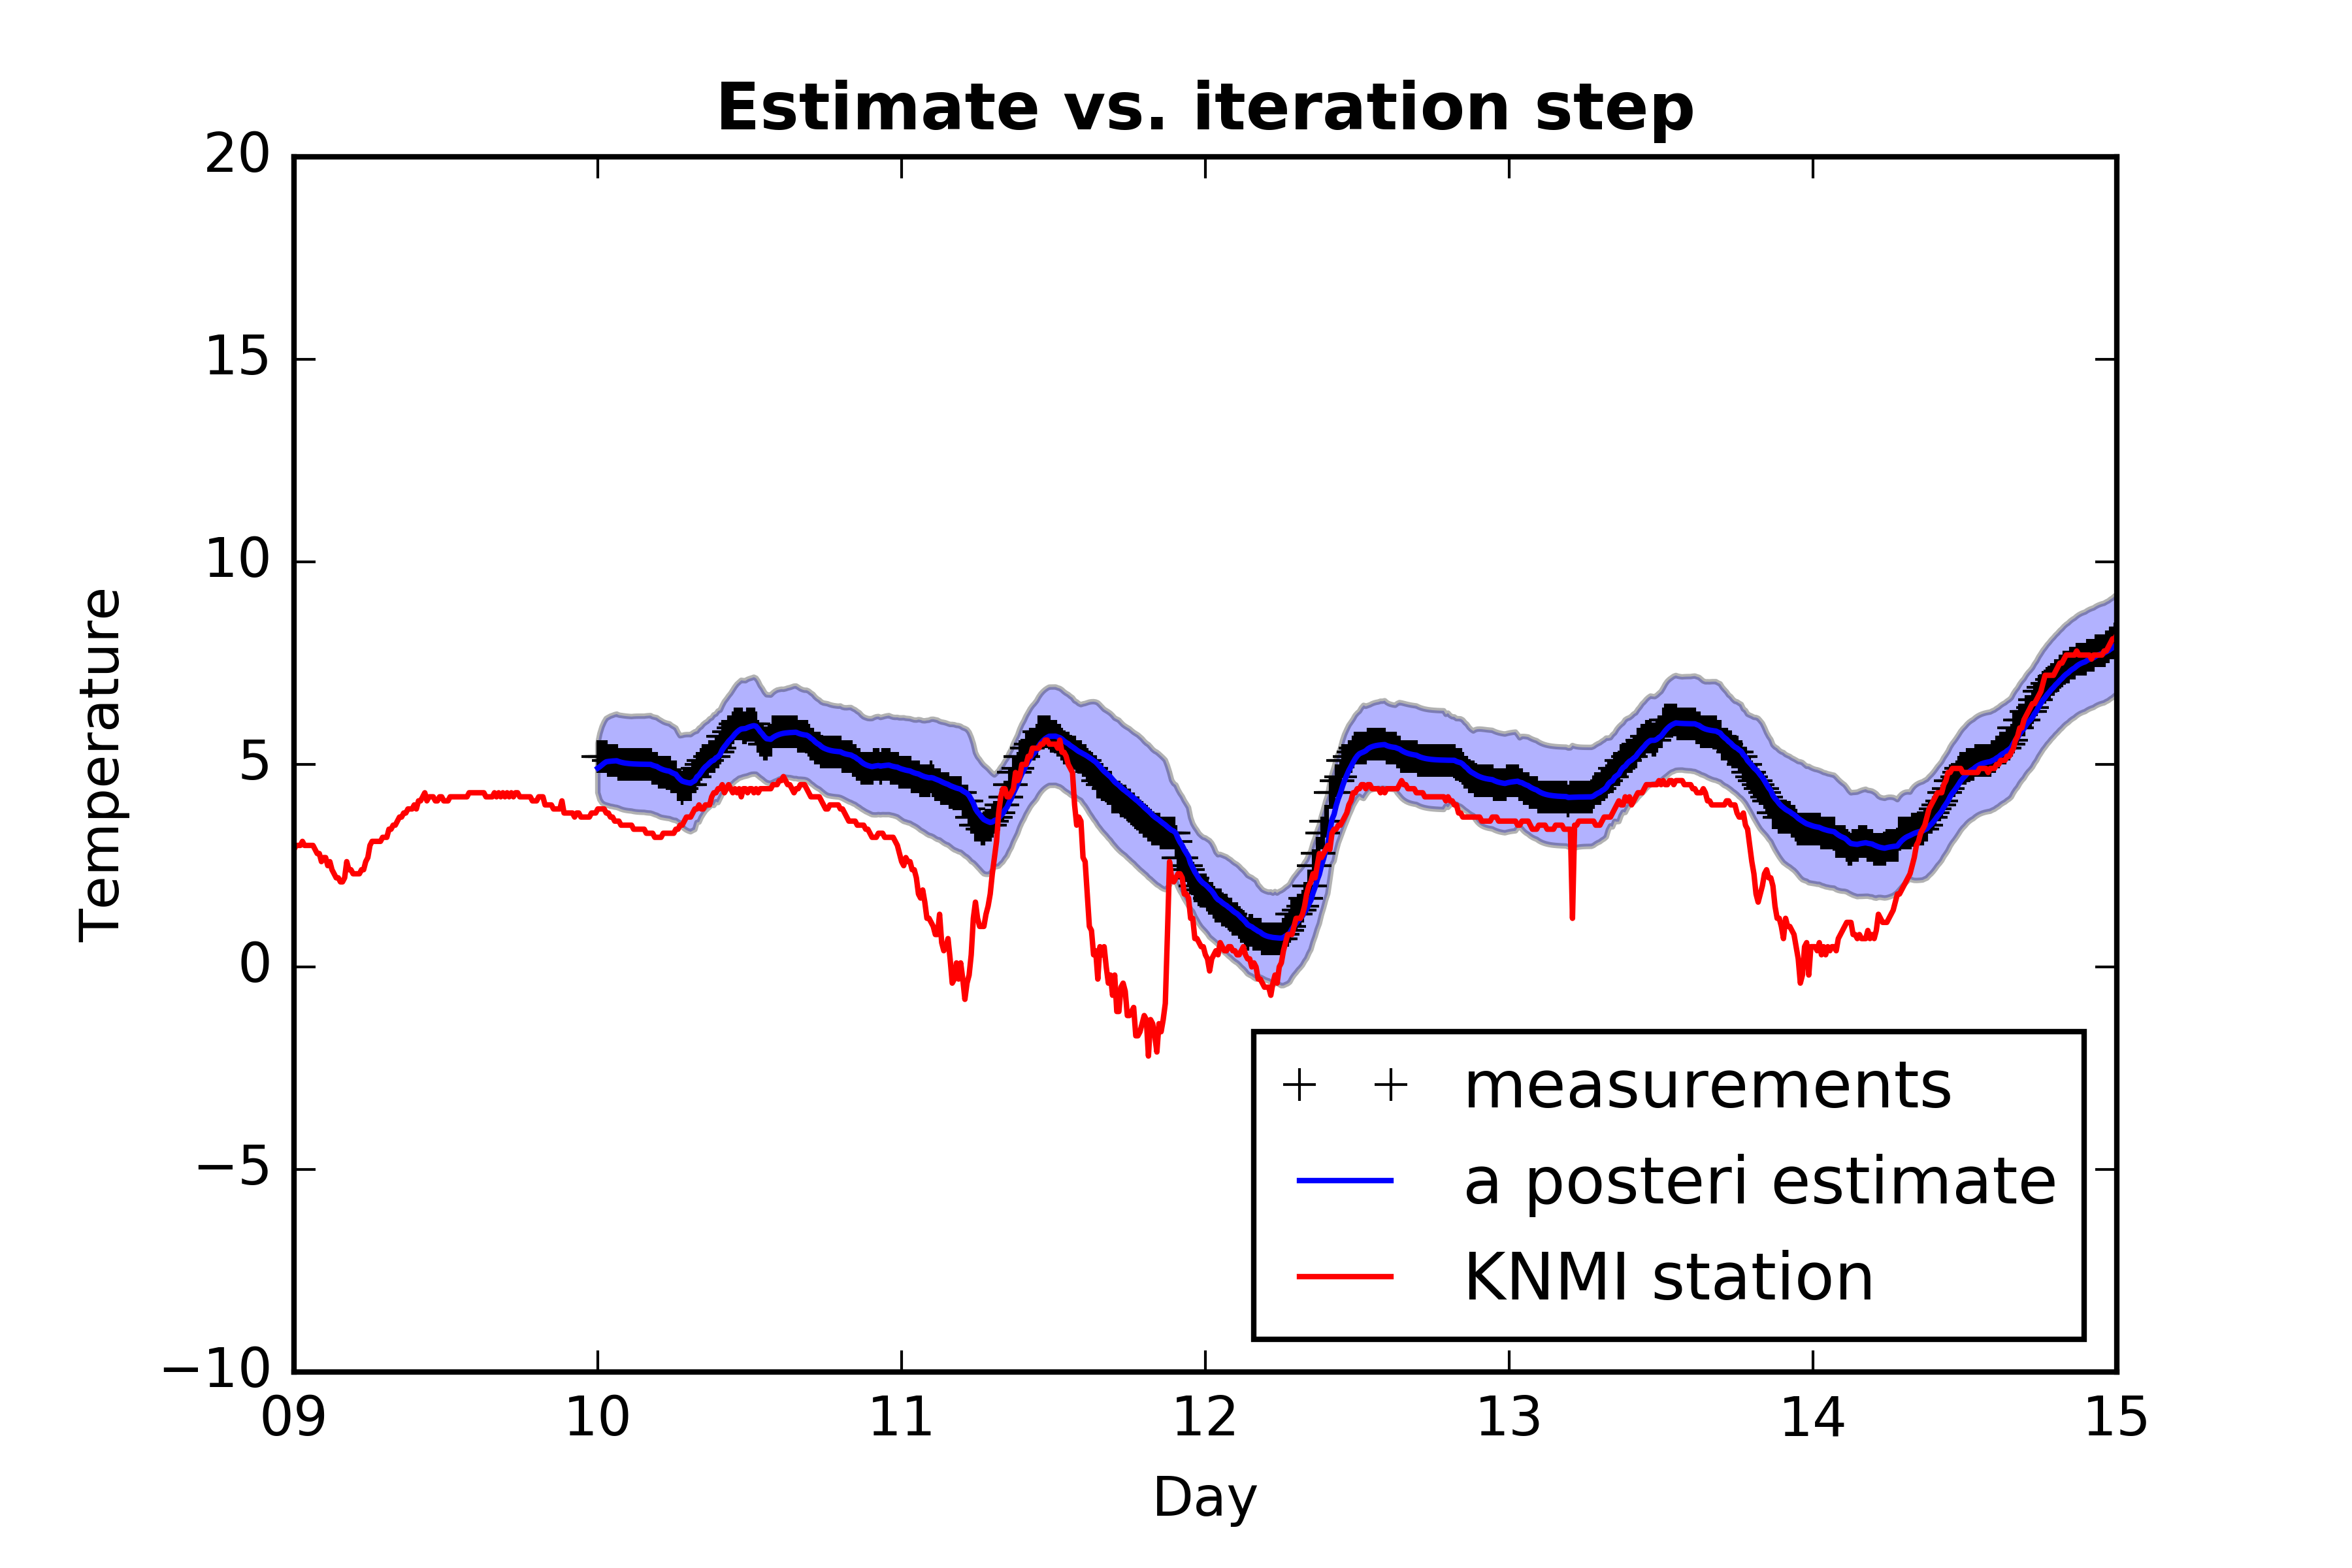 Estimate vs. iteration step
20
15
10
5
0
−5
−10
Temperature
measurements
a posteri estimate
KNMI station
09 10 11 12 13 14 15
Day